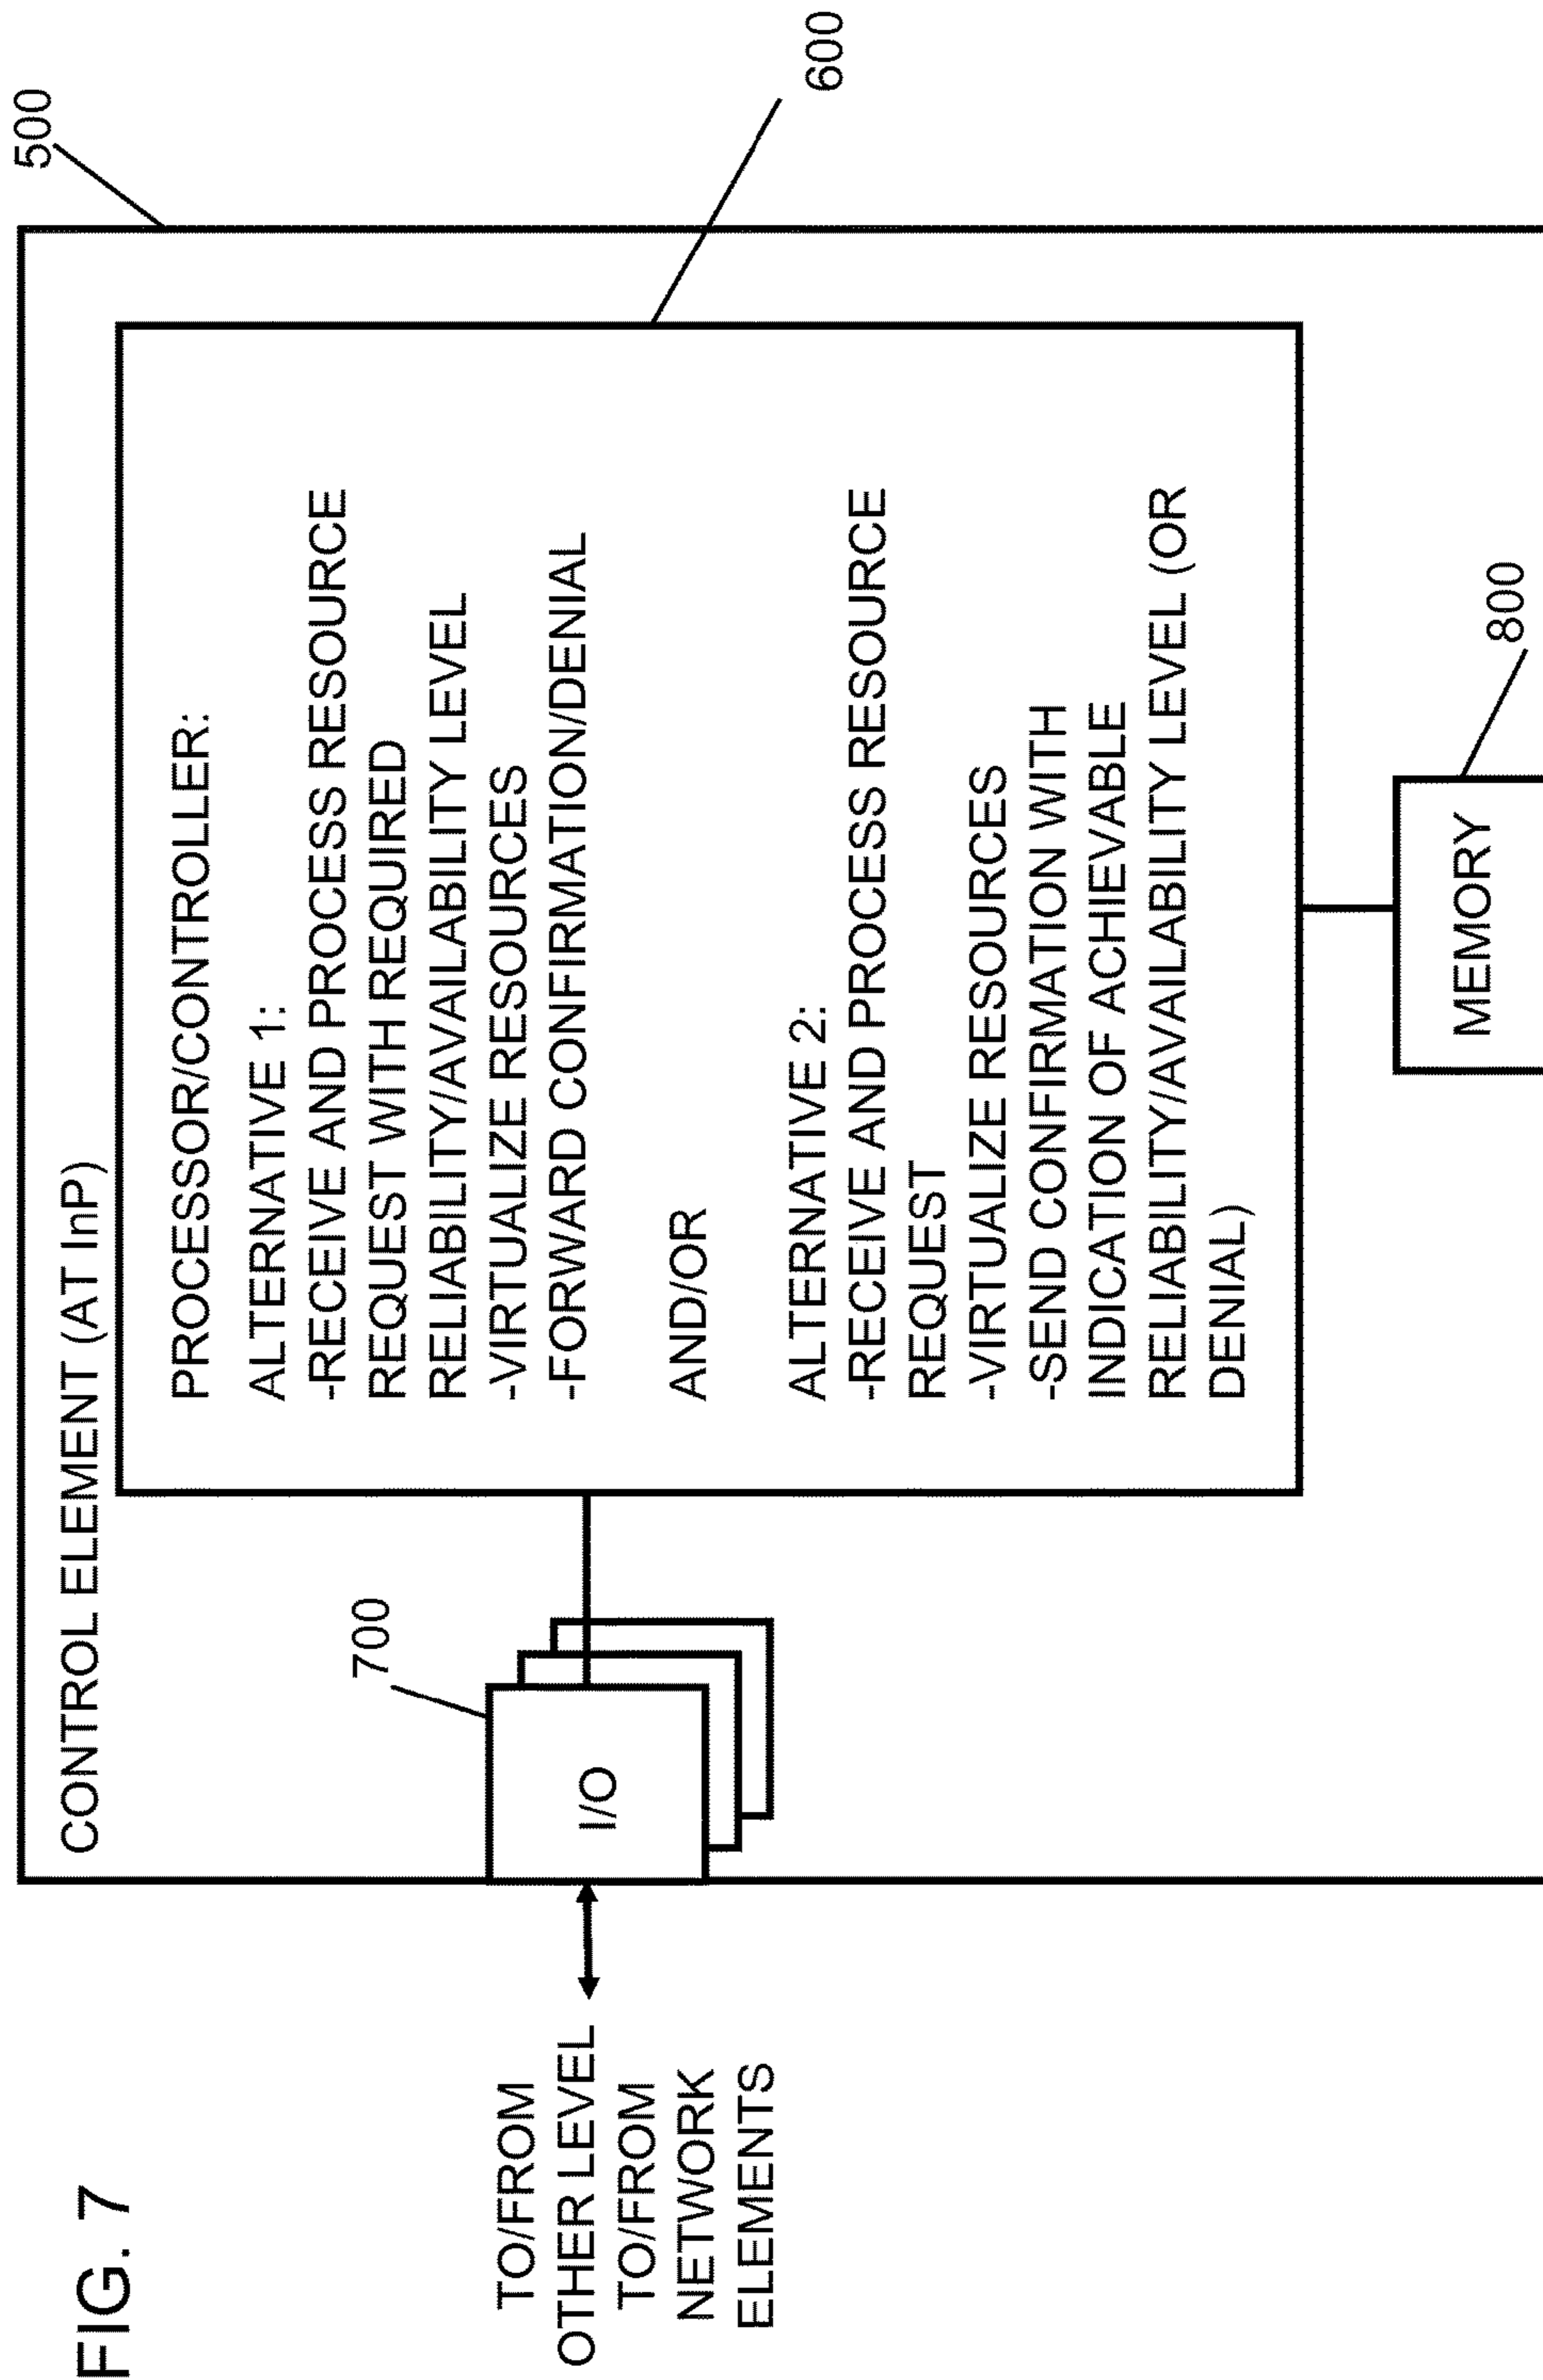 FIG. 7
500
CONTROL ELEMENT (AT InP)
PROCESSOR/CONTROLLER:
ALTERNATIVE 1:
-RECEIVE AND PROCESS RESOURCE
REQUEST WITH REQUIRED
RELIABILITY/AVAILABILITY LEVEL
-VIRTUALIZE RESOURCES
-FORWARD CONFIRMATION/DENIAL
AND/OR
ALTERNATIVE 2:
-RECEIVE AND PROCESS RESOURCE
REQUEST
-VIRTUALIZE RESOURCES
-SEND CONFIRMATION WITH
INDICATION OF ACHIEVABLE
RELIABILITY/AVAILABILITY LEVEL (OR
DENIAL)
600
700
I/O
TO/FROM
OTHER LEVEL
TO/FROM
NETWORK
ELEMENTS
800
MEMORY